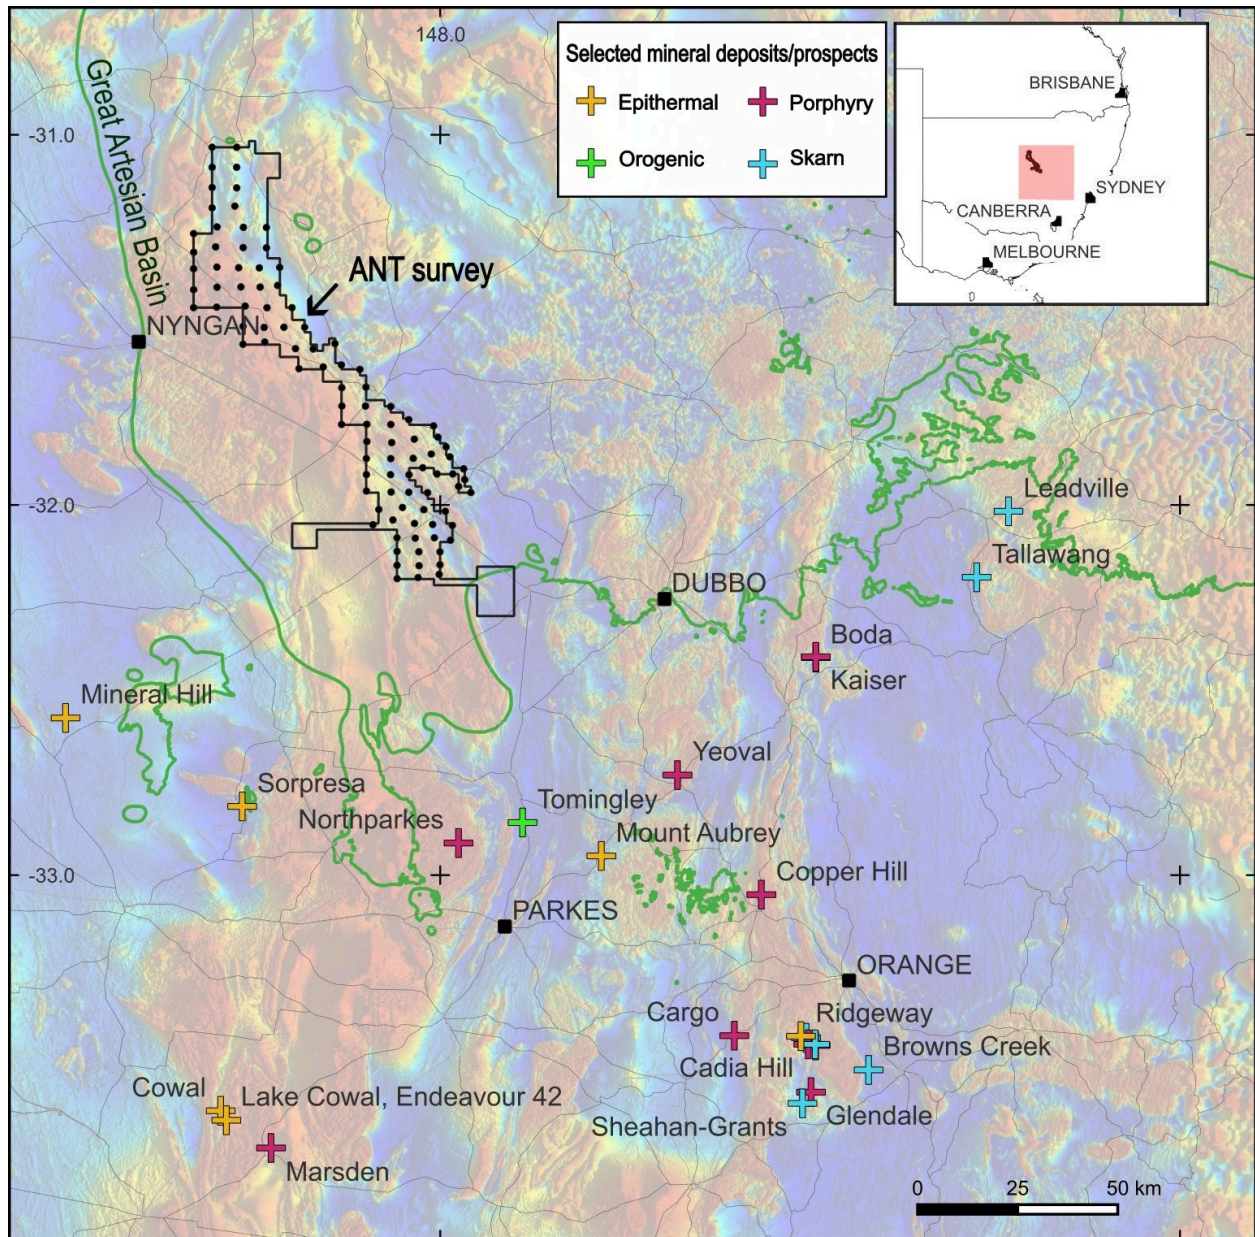 148.0
Selected mineral deposits/prospects
Epithermal
Porphyry
Orogenic
Skarn
BRISBANE
SYDNEY
CANBERRA
MELBOURNE
-31.0
Great Artesian Basin
ANT survey
NYNGAN
-32.0
Leadville
Tallawang
DUBBO
Boda
Kaiser
Mineral Hill
Yeoval
Sorpresa
Tomingley
Northparkes
Mount Aubrey
-33.0
Copper Hill
PARKES
ORANGE
Cargo
Ridgeway
Browns Creek
Cadia Hill
Cowal
Lake Cowal, Endeavour 42
Glendale
Sheahan-Grants
Marsden
0 25 50 km